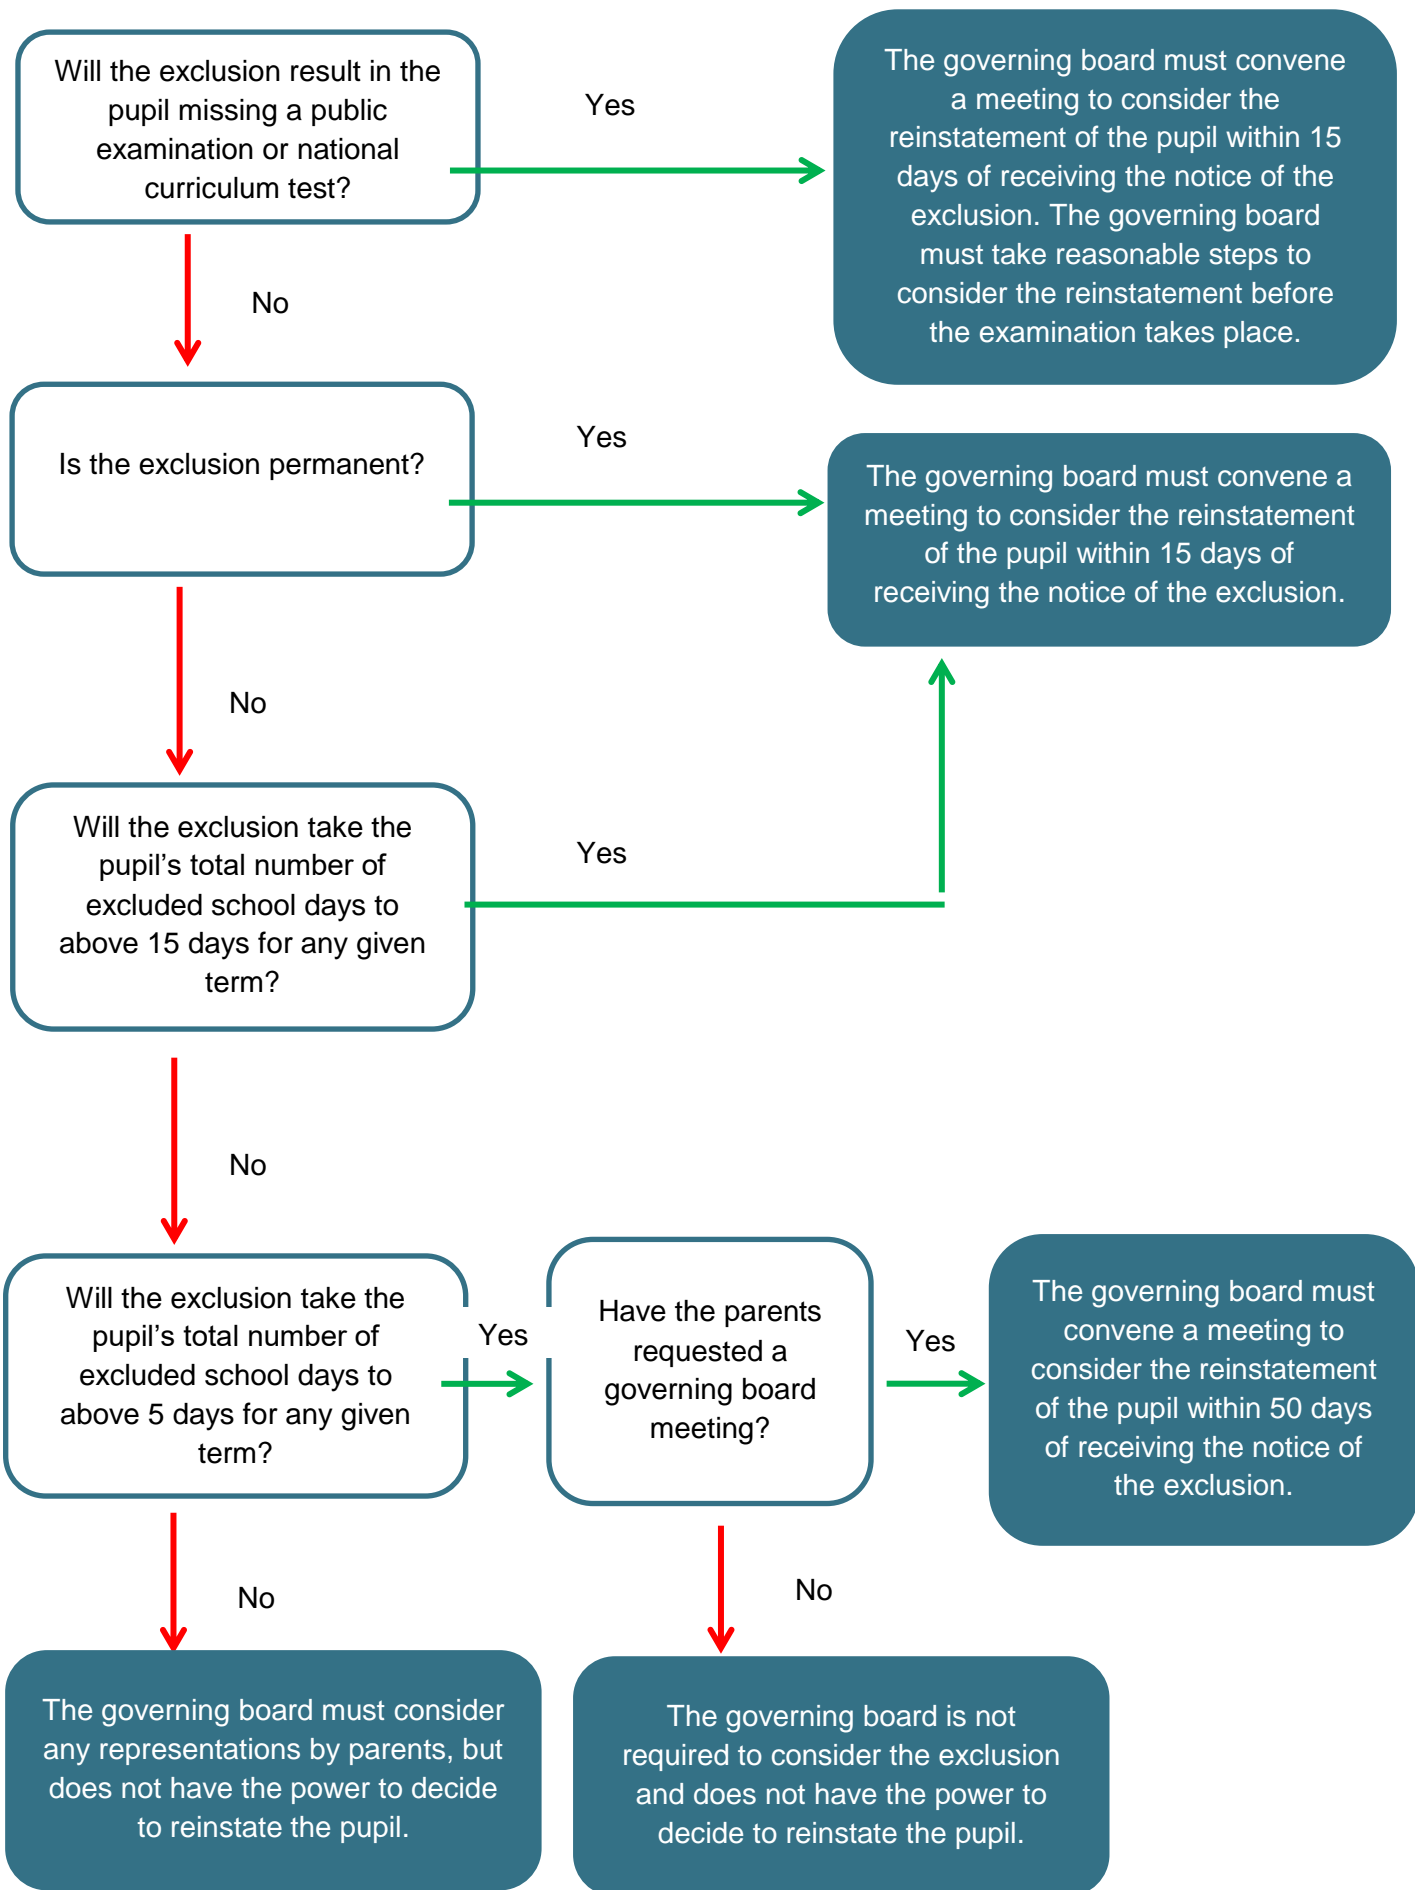 Will the exclusion result in the
pupil missing a public
examination or national
curriculum test?
Yes
The governing board must convene
a meeting to consider the
reinstatement of the pupil within 15
days of receiving the notice of the
exclusion. The governing board
must take reasonable steps to
consider the reinstatement before
the examination takes place.
No
Is the exclusion permanent?
Yes
The governing board must convene a
meeting to consider the reinstatement
of the pupil within 15 days of
receiving the notice of the exclusion.
No
Will the exclusion take the
pupil’s total number of
excluded school days to
above 15 days for any given
term?
Yes
No
Will the exclusion take the
pupil’s total number of
excluded school days to
above 5 days for any given
term?
Yes
Have the parents
requested a
governing board
meeting?
Yes
The governing board must
convene a meeting to
consider the reinstatement
of the pupil within 50 days
of receiving the notice of
the exclusion.
No
No
The governing board must consider
any representations by parents, but
does not have the power to decide
to reinstate the pupil.
The governing board is not
required to consider the exclusion
and does not have the power to
decide to reinstate the pupil.